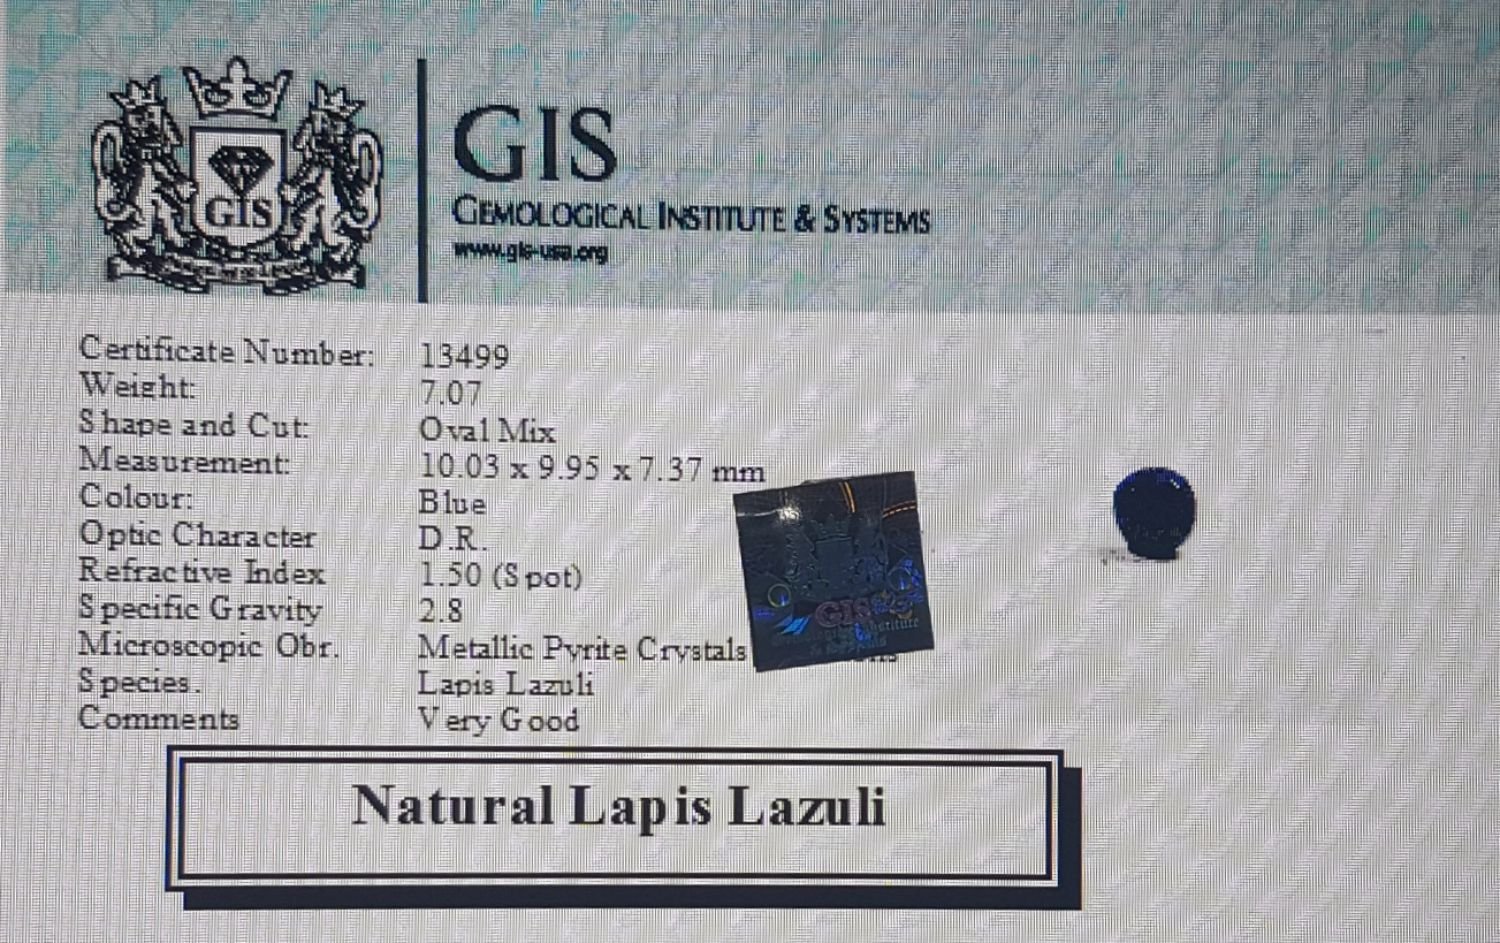 GIS
GIS
GEMOLOGICAL INSTITUTE & SYSTEMS
www.gis-usa.org
Certificate Number: 13499
Weight: 7.07
Shape and Cut: Oval Mix
Measurement: 10.03 x 9.95 x 7.37 mm
Colour: Blue
Optic Character D.R.
Refractive Index 1.50 (Spot)
Specific Gravity 2.8
Microscopic Obr. Metallic Pyrite Crystals
Species. Lapis Lazuli
Comments Very Good
GIS
Institute
Natural Lapis Lazuli